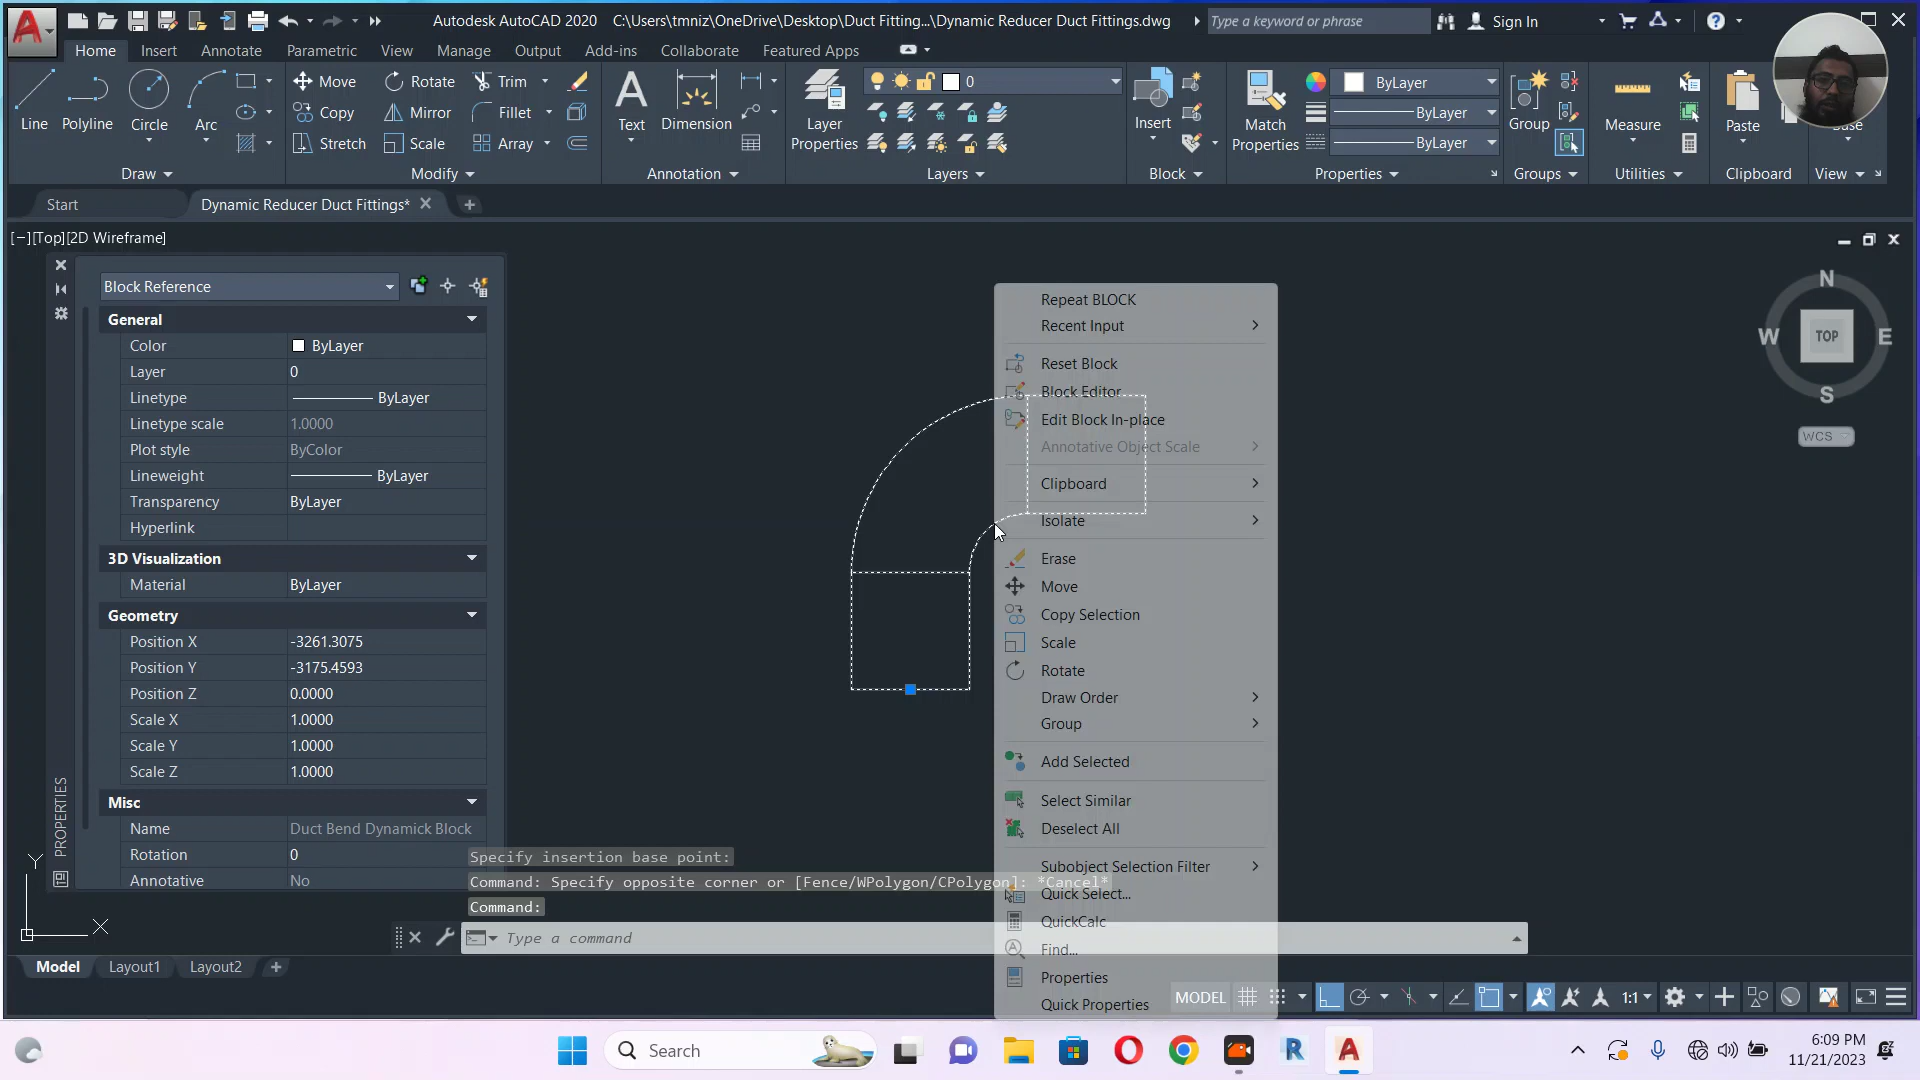 Autodesk AutoCAD 2020 C:\Users\tmniz\OneDrive\Desktop\Duct Fitting...\Dynamic Reducer Duct Fittings.dwg
Type a keyword or phrase
Sign In
Home Insert Annotate Parametric View Manage Output Add-ins Collaborate Featured Apps
Line Polyline Circle Arc
Move Rotate Trim
Copy Mirror Fillet
Stretch Scale Array
Text Dimension
Layer Properties
0
Insert
Match Properties
ByLayer
ByLayer
ByLayer
Group
Measure
Paste
Base
Draw Modify Annotation Layers Block Properties Groups Utilities Clipboard View
Start Dynamic Reducer Duct Fittings*
[−][Top][2D Wireframe]
Block Reference
General
Color ByLayer
Layer 0
Linetype ByLayer
Linetype scale 1.0000
Plot style ByColor
Lineweight ByLayer
Transparency ByLayer
Hyperlink
3D Visualization
Material ByLayer
Geometry
Position X -3261.3075
Position Y -3175.4593
Position Z 0.0000
Scale X 1.0000
Scale Y 1.0000
Scale Z 1.0000
Misc
Name Duct Bend Dynamick Block
Rotation 0
Annotative No
PROPERTIES
Repeat BLOCK
Recent Input
Reset Block
Block Editor
Edit Block In-place
Annotative Object Scale
Clipboard
Isolate
Erase
Move
Copy Selection
Scale
Rotate
Draw Order
Group
Add Selected
Select Similar
Deselect All
Subobject Selection Filter
Quick Select...
QuickCalc
Find...
Properties
Quick Properties
N
W TOP E
S
WCS
Y
X
Specify insertion base point:
Command: Specify opposite corner or [Fence/WPolygon/CPolygon]: *Cancel*
Command:
Type a command
Model Layout1 Layout2
MODEL
1:1
Search
6:09 PM
11/21/2023